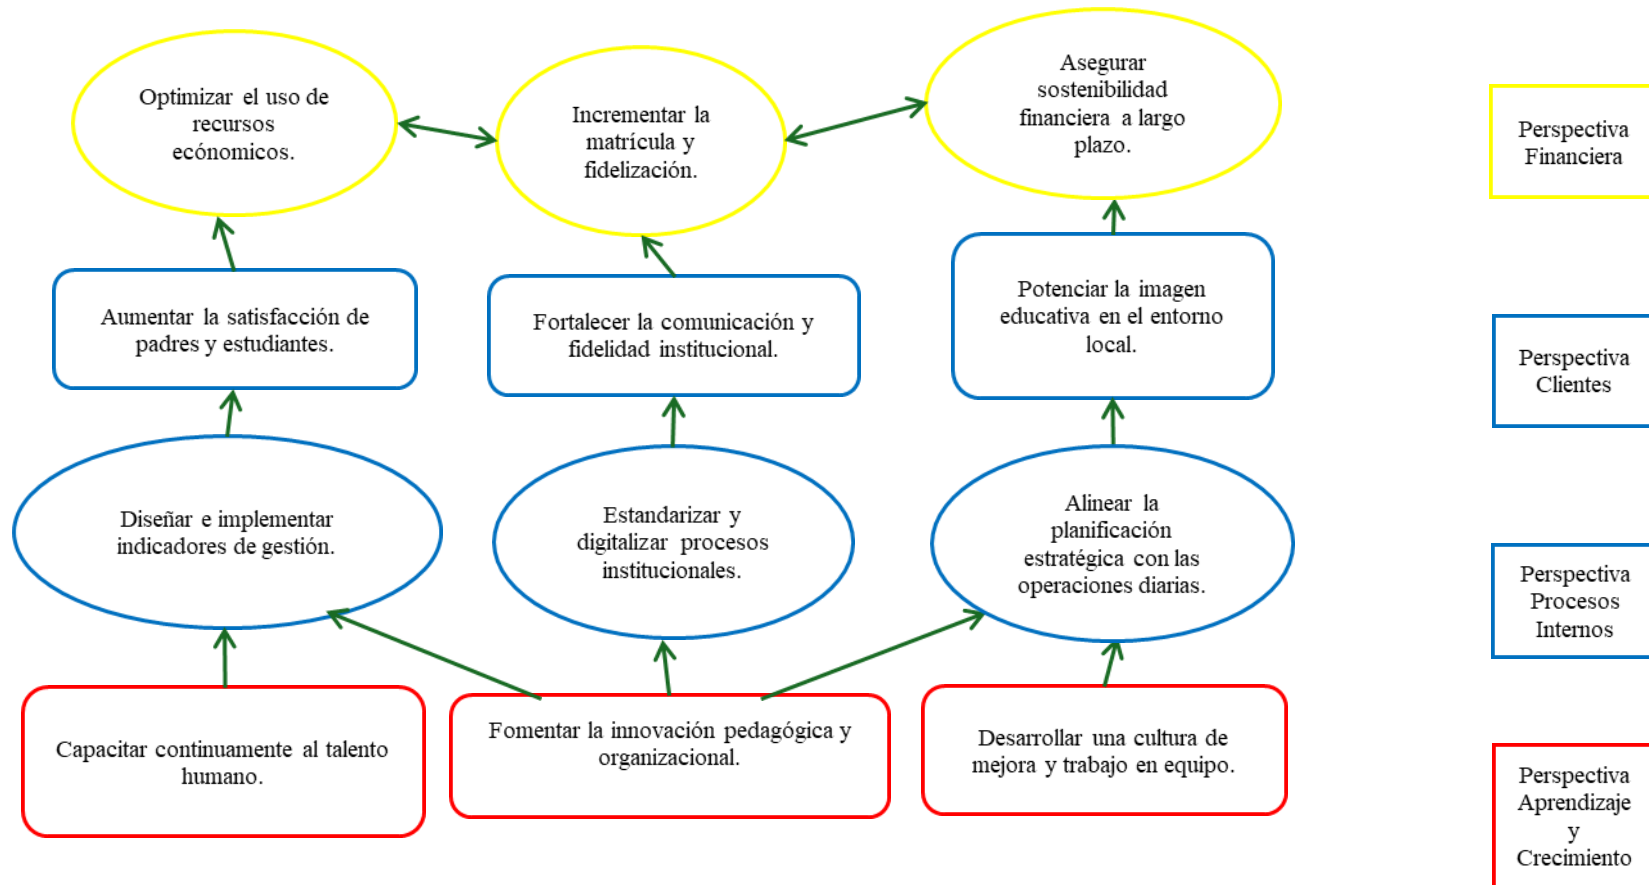 Optimizar el uso de
recursos
ecónomicos.
Incrementar la
matrícula y
fidelización.
Asegurar
sostenibilidad
financiera a largo
plazo.
Perspectiva
Financiera
Aumentar la satisfacción de
padres y estudiantes.
Fortalecer la comunicación y
fidelidad institucional.
Potenciar la imagen
educativa en el entorno
local.
Perspectiva
Clientes
Diseñar e implementar
indicadores de gestión.
Estandarizar y
digitalizar procesos
institucionales.
Alinear la
planificación
estratégica con las
operaciones diarias.
Perspectiva
Procesos
Internos
Capacitar continuamente al talento
humano.
Fomentar la innovación pedagógica y
organizacional.
Desarrollar una cultura de
mejora y trabajo en equipo.
Perspectiva
Aprendizaje
y
Crecimiento